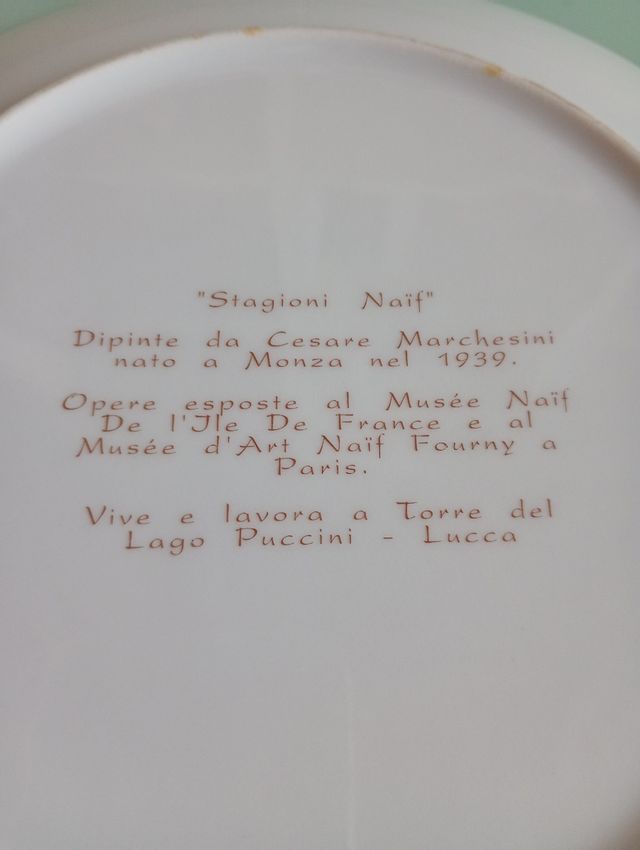 "Stagioni Naïf"
Dipinte da Cesare Marchesini
nato a Monza nel 1939.
Opere esposte al Musée Naïf
De l'Ile De France e al
Musée d'Art Naïf Fourny a
Paris.
Vive e lavora a Torre del
Lago Puccini - Lucca